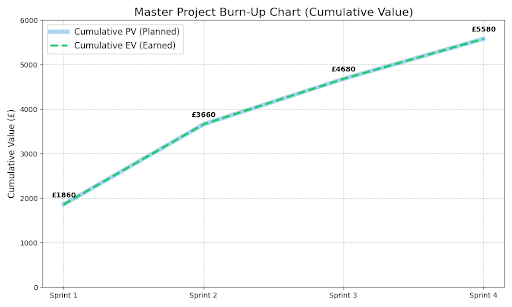 Master Project Burn-Up Chart (Cumulative Value)
Cumulative PV (Planned)
Cumulative EV (Earned)
Cumulative Value (£)
6000
5000
4000
3000
2000
1000
0
£1860
£3660
£4680
£5580
Sprint 1
Sprint 2
Sprint 3
Sprint 4